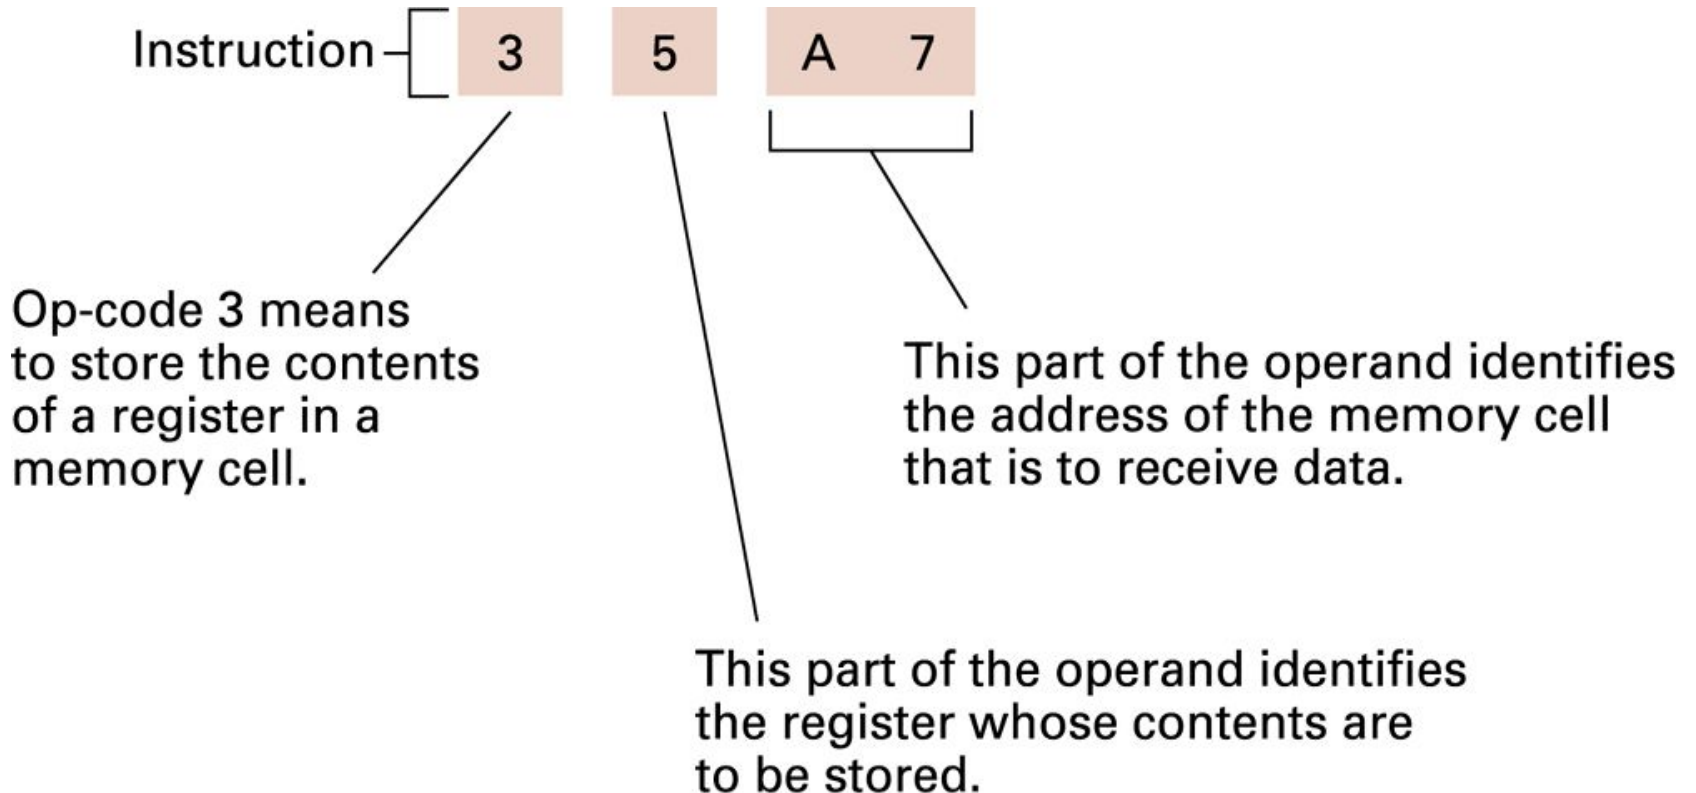 Instruction 3 5 A 7
Op-code 3 means
to store the contents
of a register in a
memory cell.
This part of the operand identifies
the address of the memory cell
that is to receive data.
This part of the operand identifies
the register whose contents are
to be stored.